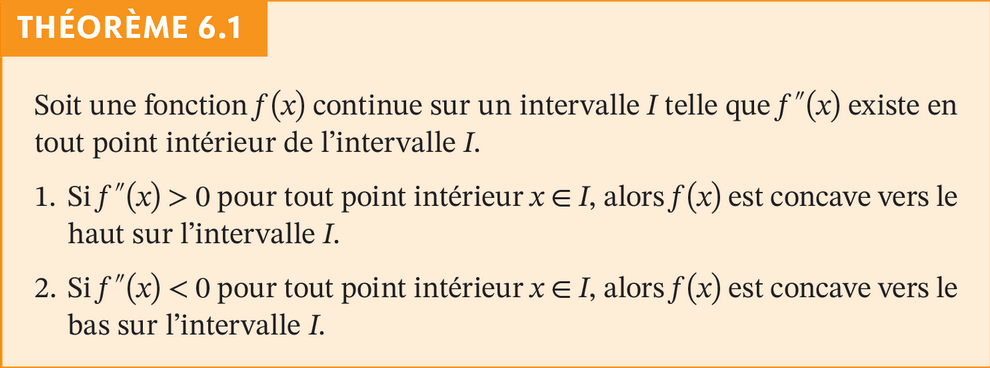 THÉORÈME 6.1
Soit une fonction f (x) continue sur un intervalle I telle que f ″(x) existe en
tout point intérieur de l’intervalle I.
1. Si f ″(x) > 0 pour tout point intérieur x ∈ I, alors f (x) est concave vers le
haut sur l’intervalle I.
2. Si f ″(x) < 0 pour tout point intérieur x ∈ I, alors f (x) est concave vers le
bas sur l’intervalle I.